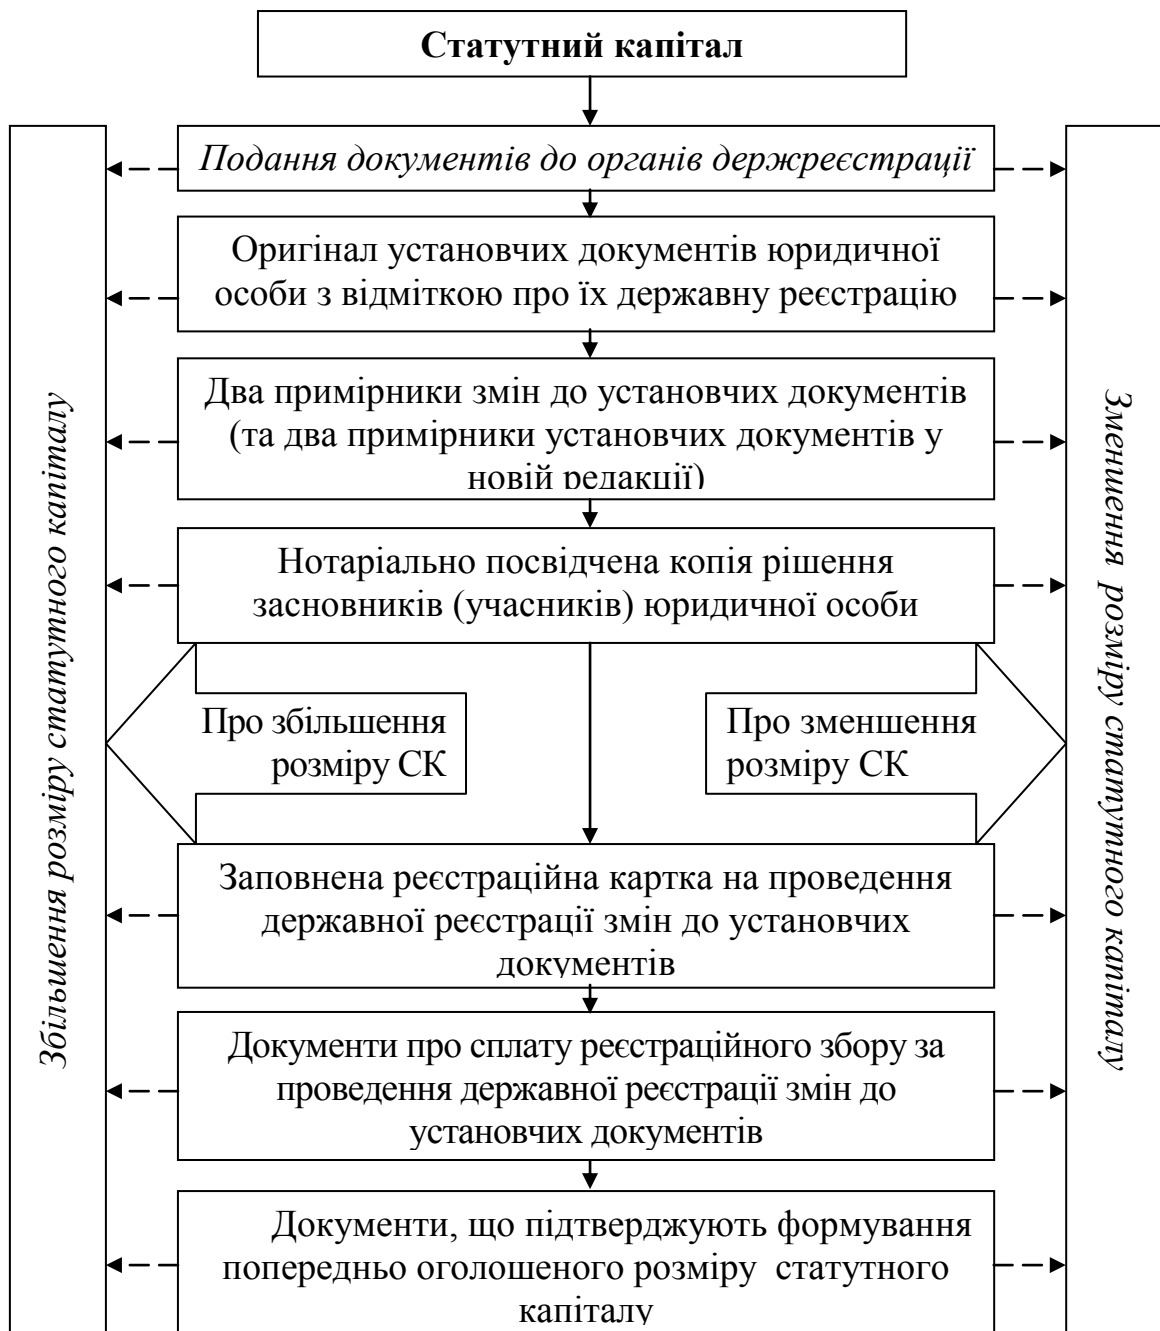 Статутний капітал
Подання документів до органів держреєстрації
Оригінал установчих документів юридичної
особи з відміткою про їх державну реєстрацію
Два примірники змін до установчих документів
(та два примірники установчих документів у
новій редакції)
Нотаріально посвідчена копія рішення
засновників (учасників) юридичної особи
Про збільшення
розміру СК
Про зменшення
розміру СК
Заповнена реєстраційна картка на проведення
державної реєстрації змін до установчих
документів
Документи про сплату реєстраційного збору за
проведення державної реєстрації змін до
установчих документів
Документи, що підтверджують формування
попередньо оголошеного розміру статутного
капіталу
Збільшення розміру статутного капіталу
Зменшення розміру статутного капіталу